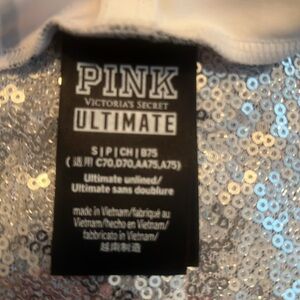 PINK
VICTORIA'S SECRET
ULTIMATE
S|P|CH|B75
(适用 C70,D70,AA75,A75)
Ultimate unlined/
Ultimate sans doublure
made in Vietnam/fabriqué au
Vietnam/hecho en Vietnam/
fabbricato in Vietnam/
越南制造